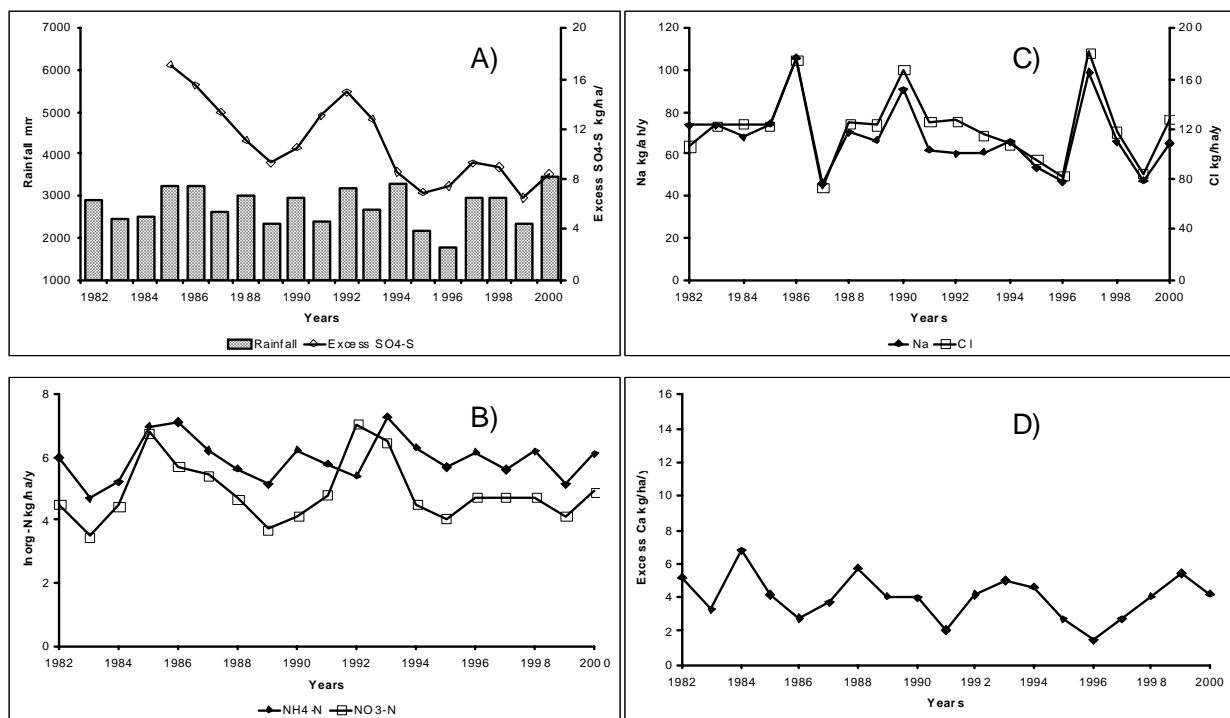 A)
7000
6000
5000
4000
3000
2000
1000
Rainfall mm
20
16
12
8
4
0
Excess SO4-S kg/ha/
1982 1984 1986 1988 1990 1992 1994 1996 1998 2000
Years
Rainfall Excess SO4-S
C)
120
100
80
60
40
20
0
Na kg/ah/y
200
160
120
80
40
0
Cl kg/ha/y
1982 1984 1986 1988 1990 1992 1994 1996 1998 2000
Years
Na Cl
B)
8
6
4
2
0
Inorg-N kg/ha/y
1982 1984 1986 1988 1990 1992 1994 1996 1998 2000
Years
NH4-N NO3-N
D)
16
14
12
10
8
6
4
2
0
Excess Ca kg/ha/
1982 1984 1986 1988 1990 1992 1994 1996 1998 2000
Years